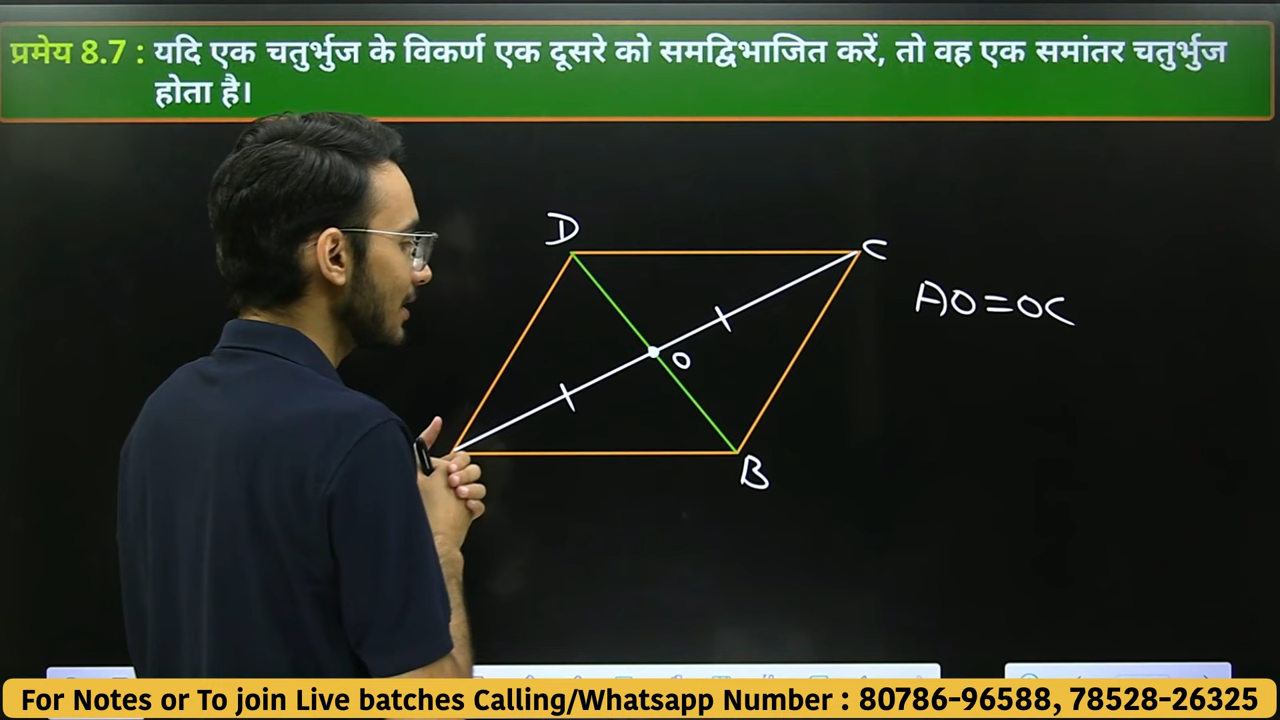 प्रमेय 8.7 : यदि एक चतुर्भुज के विकर्ण एक दूसरे को समद्विभाजित करें, तो वह एक समांतर चतुर्भुज
होता है।
D
C
AO=OC
O
B
For Notes or To join Live batches Calling/Whatsapp Number : 80786-96588, 78528-26325